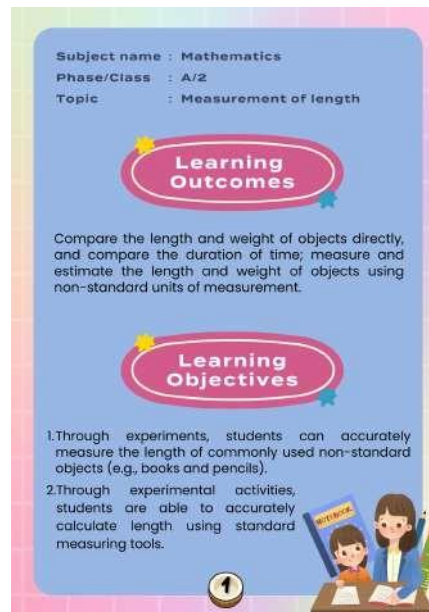 Subject name : Mathematics
Phase/Class : A/2
Topic : Measurement of length
Learning
Outcomes
Compare the length and weight of objects directly,
and compare the duration of time; measure and
estimate the length and weight of objects using
non-standard units of measurement.
Learning
Objectives
1.Through experiments, students can accurately
measure the length of commonly used non-standard
objects (e.g., books and pencils).
2.Through experimental activities,
students are able to accurately
calculate length using standard
measuring tools.
NOTEBOOK
1